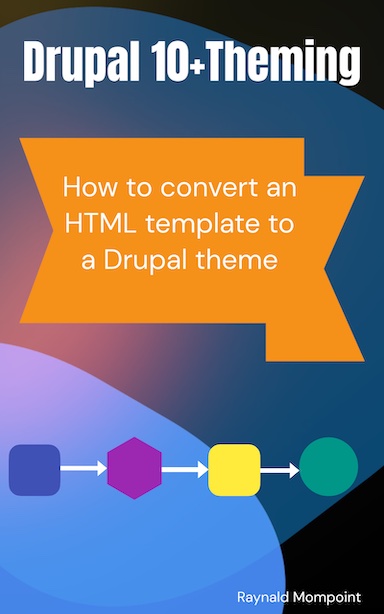 Drupal 10+Theming
How to convert an
HTML template to
a Drupal theme
Raynald Mompoint